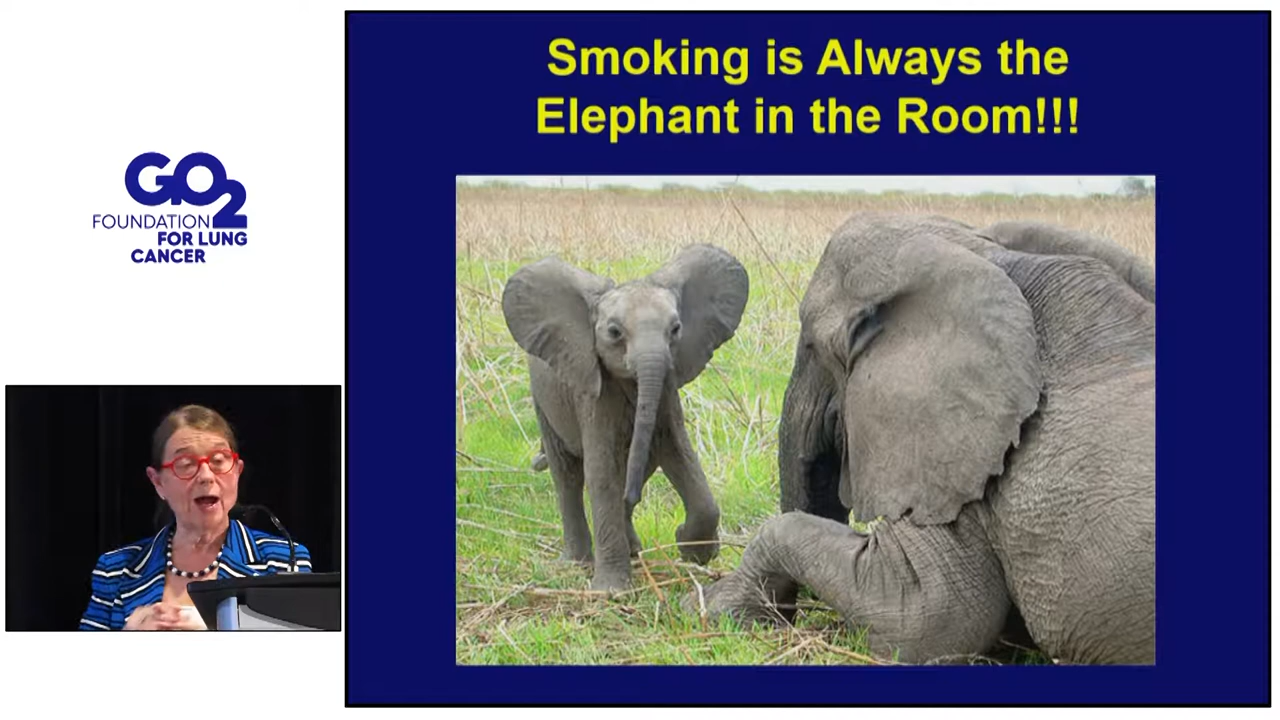 GO2
FOUNDATION
FOR LUNG
CANCER
Smoking is Always the
Elephant in the Room!!!